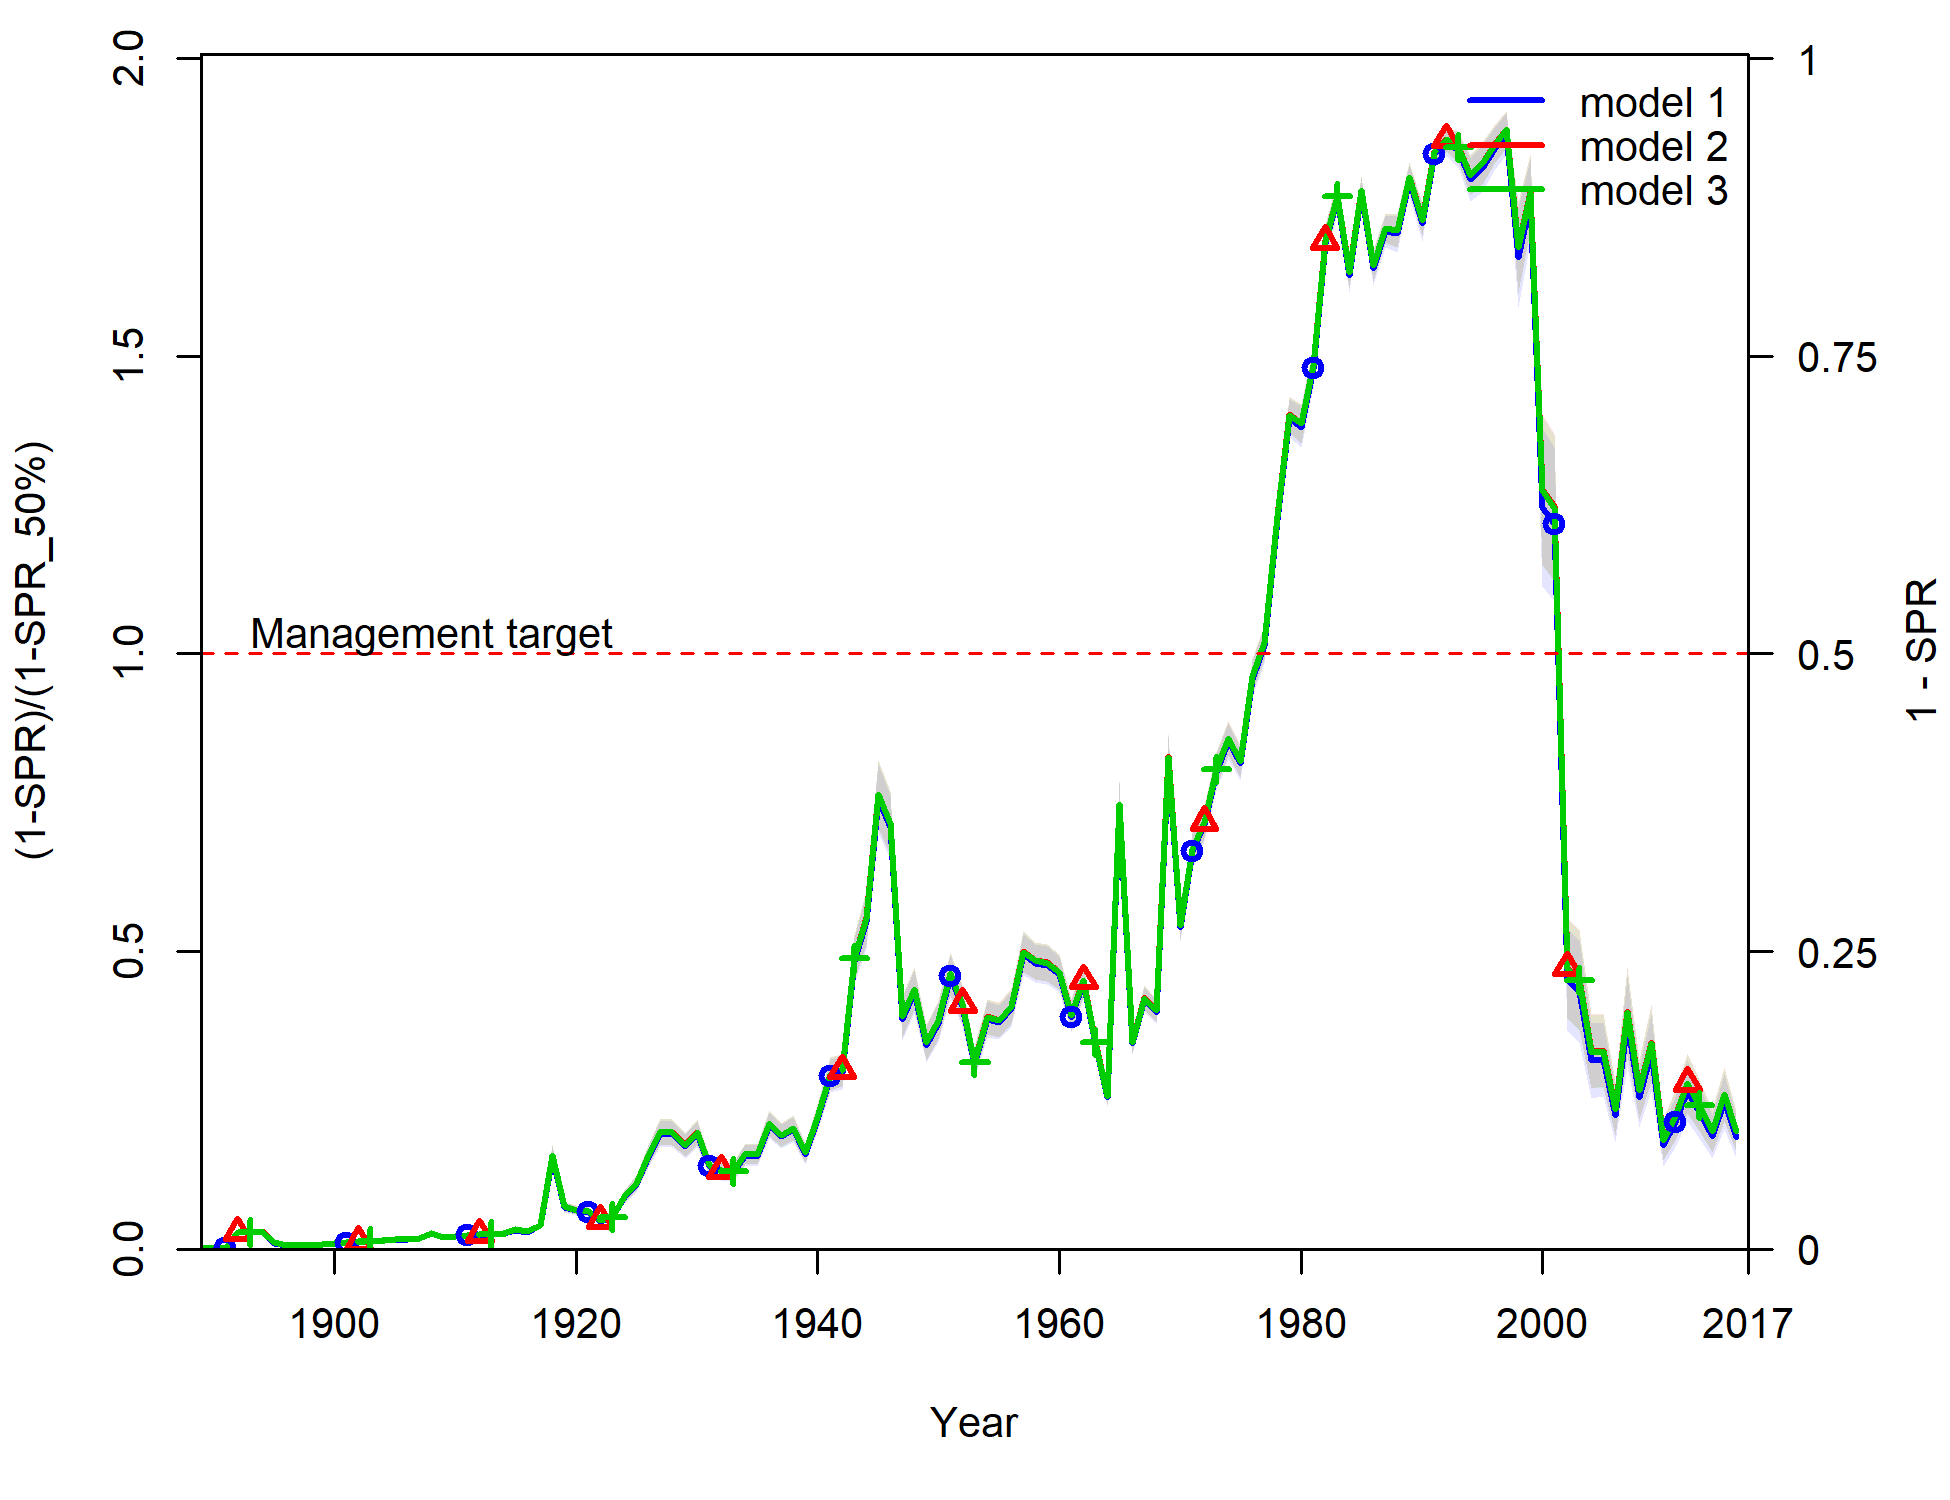 2.0
1.5
1.0
0.5
0.0
(1-SPR)/(1-SPR_50%)
1
0.75
0.5
0.25
0
1 - SPR
model 1
model 2
model 3
Management target
1900
1920
1940
1960
1980
2000
2017
Year